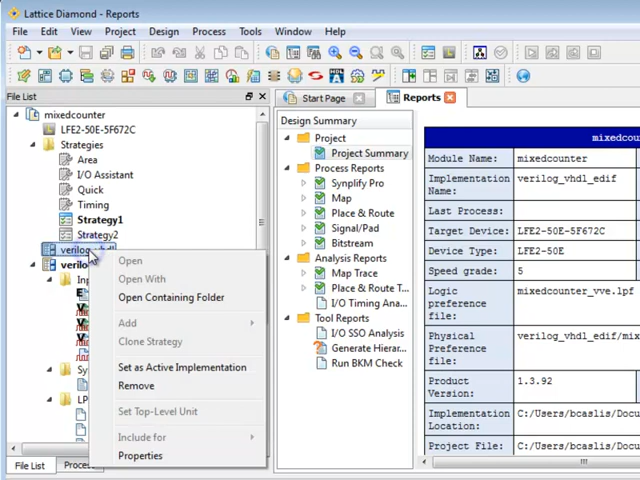 Lattice Diamond - Reports
File Edit View Project Design Process Tools Window Help
File List
mixedcounter
LFE2-50E-5F672C
Strategies
Area
I/O Assistant
Quick
Timing
Strategy1
Strategy2
Open
Open With
Open Containing Folder
Add
Clone Strategy
Set as Active Implementation
Remove
Set Top-Level Unit
Include for
Properties
File List
Start Page
Reports
Design Summary
Project
Project Summary
Process Reports
Synplify Pro
Map
Place & Route
Signal/Pad
Bitstream
Analysis Reports
Map Trace
Place & Route T...
I/O Timing Ana...
Tool Reports
I/O SSO Analysis
Generate Hierar...
Run BKM Check
mixedco
Module Name: mixedcounter
Implementation Name: verilog_vhdl_edif
Last Process:
Target Device: LFE2-50E-5F672C
Device Type: LFE2-50E
Speed grade: 5
Logic preference file: mixedcounter_vve.lpf
Physical Preference file: verilog_vhdl_edif/mix
Product Version: 1.3.92
Implementation Location: C:/Users/bcaslis/Docu
Project File: C:/Users/bcaslis/Docu